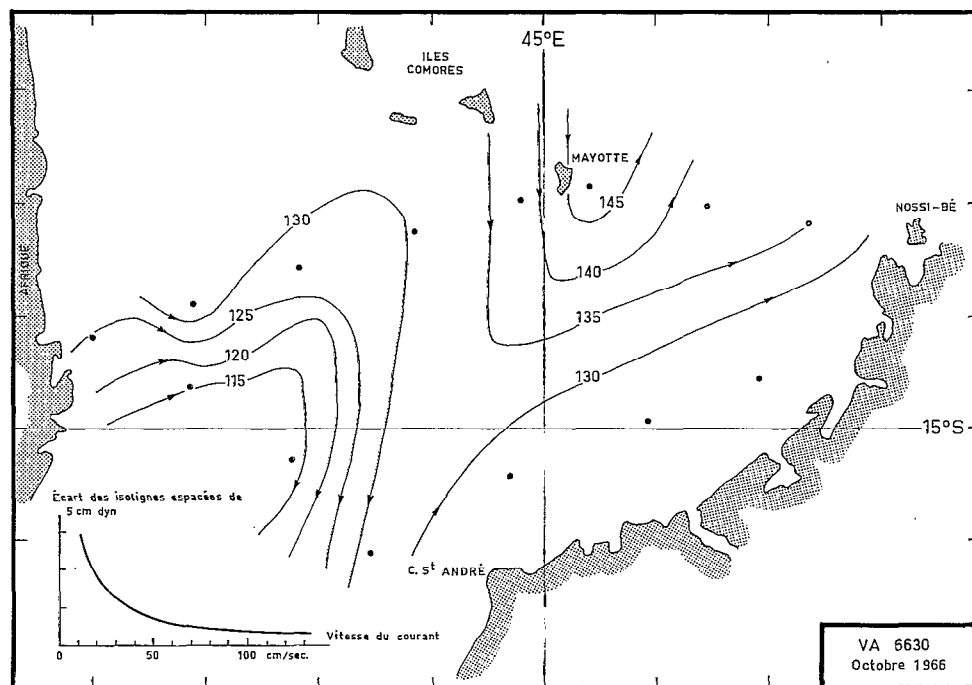 45°E
ILES
COMORES
MAYOTTE
NOSSI-BÉ
AFRIQUE
130
125
120
115
145
140
135
130
15°S
C. St ANDRÉ
Écart des isolignes espacées de
5 cm dyn
Vitesse du courant
0 50 100 cm/sec.
VA 6630
Octobre 1966